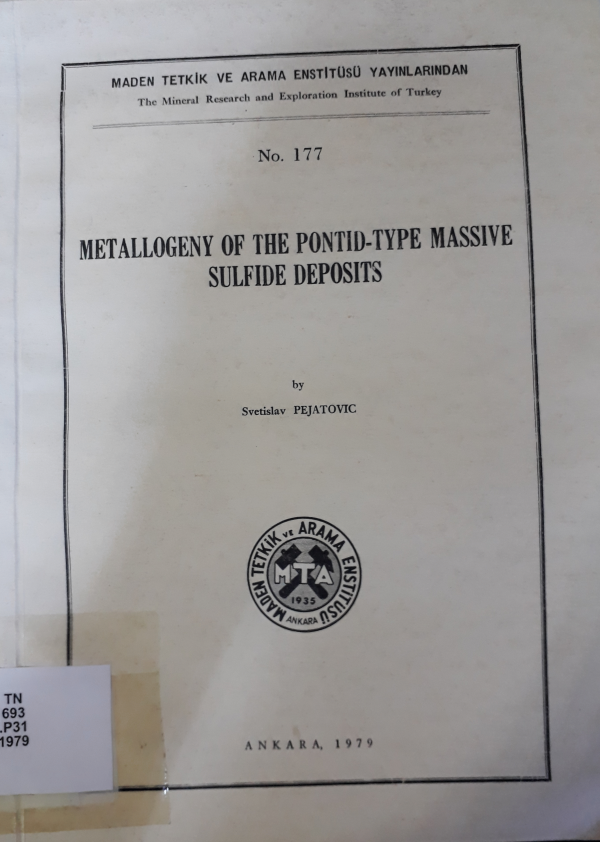 MADEN TETKİK VE ARAMA ENSTİTÜSÜ YAYINLARINDAN
The Mineral Research and Exploration Institute of Turkey
No. 177
METALLOGENY OF THE PONTID-TYPE MASSIVE
SULFIDE DEPOSITS
by
Svetislav PEJATOVIC
MADEN TETKİK VE ARAMA ENSTİTÜSÜ
MTA
1935
ANKARA
TN
693
.P31
1979
ANKARA, 1979